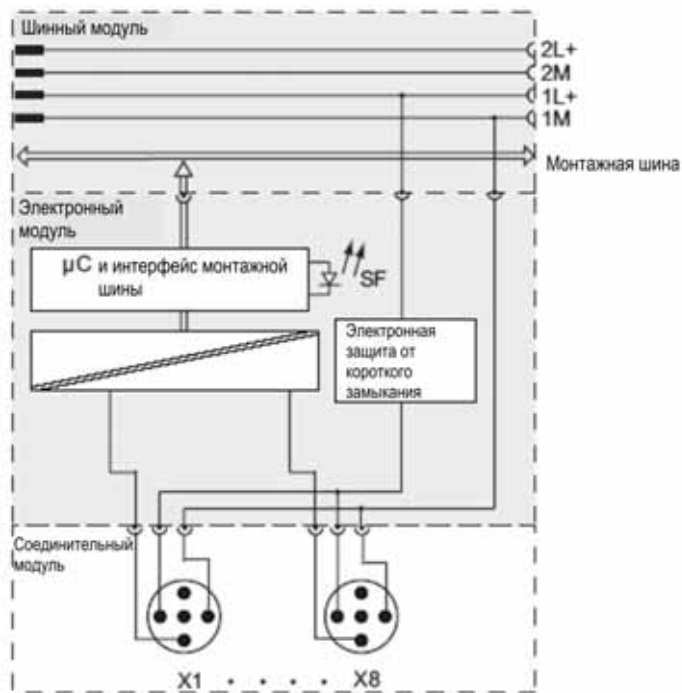 Шинный модуль
2L+
2M
1L+
1M
Монтажная шина
Электронный
модуль
µC и интерфейс монтажной
шины
SF
Электронная
защита от
короткого
замыкания
Соединительный
модуль
X1 . . . . X8